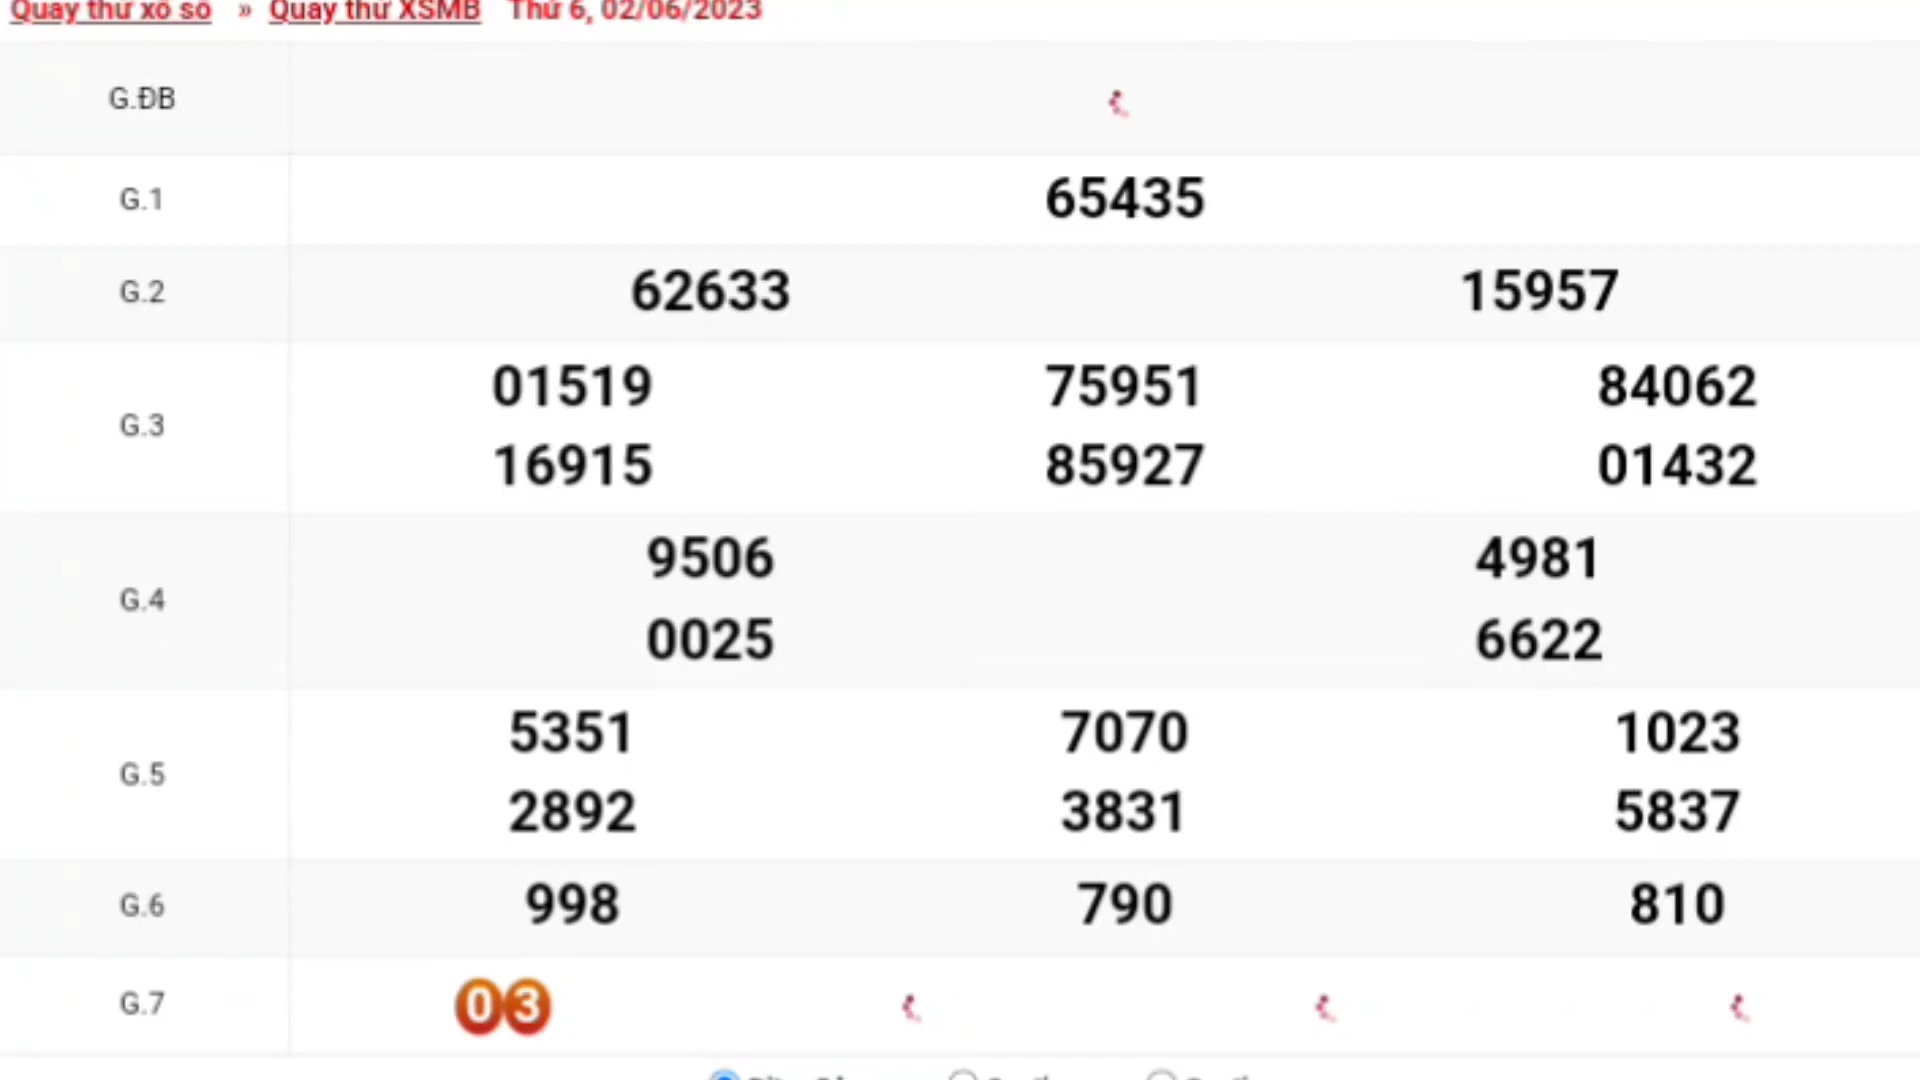 Quay thử xổ số » Quay thử XSMB Thứ 6, 02/06/2023
G.ĐB
G.1 65435
G.2 62633 15957
G.3 01519 75951 84062
16915 85927 01432
G.4 9506 4981
0025 6622
G.5 5351 7070 1023
2892 3831 5837
G.6 998 790 810
G.7 03